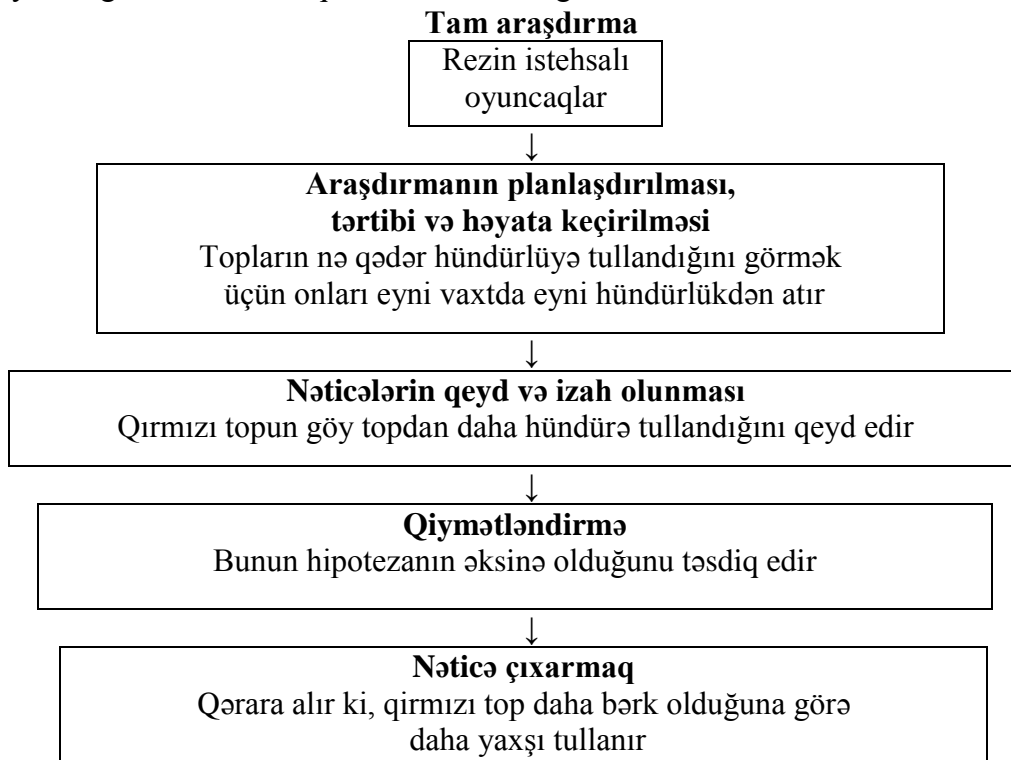 Tam araşdırma
Rezin istehsalı
oyuncaqlar
↓
Araşdırmanın planlaşdırılması,
tərtibi və həyata keçirilməsi
Topların nə qədər hündürlüyə tullandığını görmək
üçün onları eyni vaxtda eyni hündürlükdən atır
↓
Nəticələrin qeyd və izah olunması
Qırmızı topun göy topdan daha hündürə tullandığını qeyd edir
↓
Qiymətləndirmə
Bunun hipotezanın əksinə olduğunu təsdiq edir
↓
Nəticə çıxarmaq
Qərara alır ki, qirmızı top daha bərk olduğuna görə
daha yaxşı tullanır